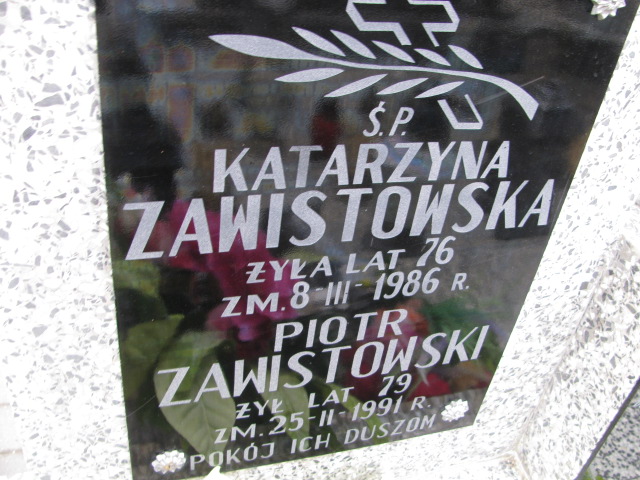 Ś.P.
KATARZYNA
ZAWISTOWSKA
ŻYŁA LAT 76
ZM. 8-III-1986 R.
PIOTR
ZAWISTOWSKI
ŻYŁ LAT 79
ZM. 25-II-1991 R.
POKÓJ ICH DUSZOM